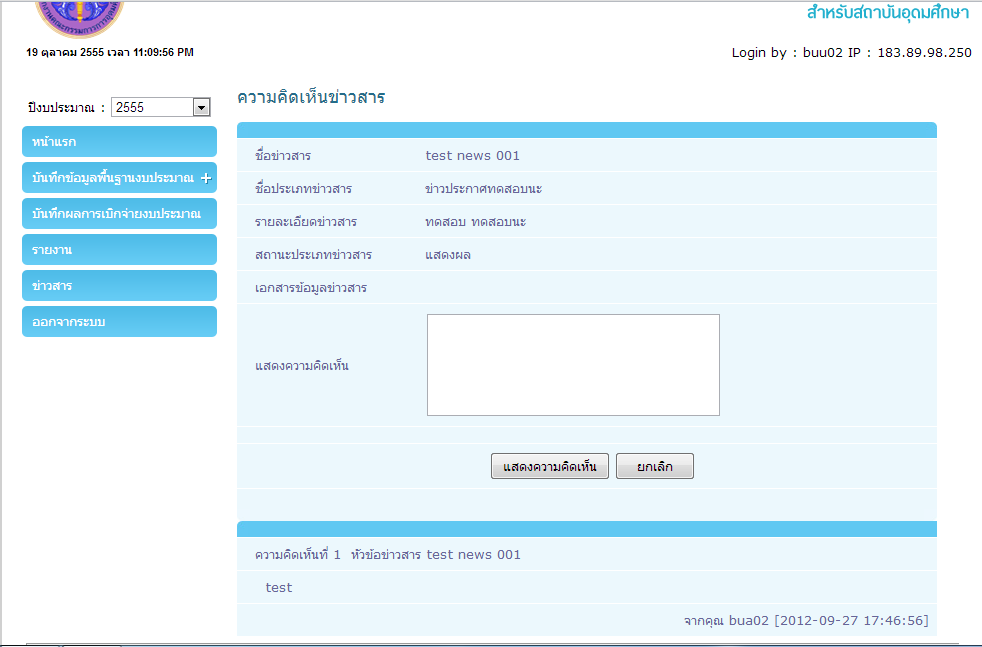 สำหรับสถาบันอุดมศึกษา
19 ตุลาคม 2555 เวลา 11:09:56 PM
Login by : buu02 IP : 183.89.98.250
ปีงบประมาณ : 2555
หน้าแรก
บันทึกข้อมูลพื้นฐานงบประมาณ +
บันทึกผลการเบิกจ่ายงบประมาณ
รายงาน
ข่าวสาร
ออกจากระบบ
ความคิดเห็นข่าวสาร
ชื่อข่าวสาร test news 001
ชื่อประเภทข่าวสาร ข่าวประกาศทดสอบนะ
รายละเอียดข่าวสาร ทดสอบ ทดสอบนะ
สถานะประเภทข่าวสาร แสดงผล
เอกสารข้อมูลข่าวสาร
แสดงความคิดเห็น
แสดงความคิดเห็น ยกเลิก
ความคิดเห็นที่ 1 หัวข้อข่าวสาร test news 001
test
จากคุณ bua02 [2012-09-27 17:46:56]